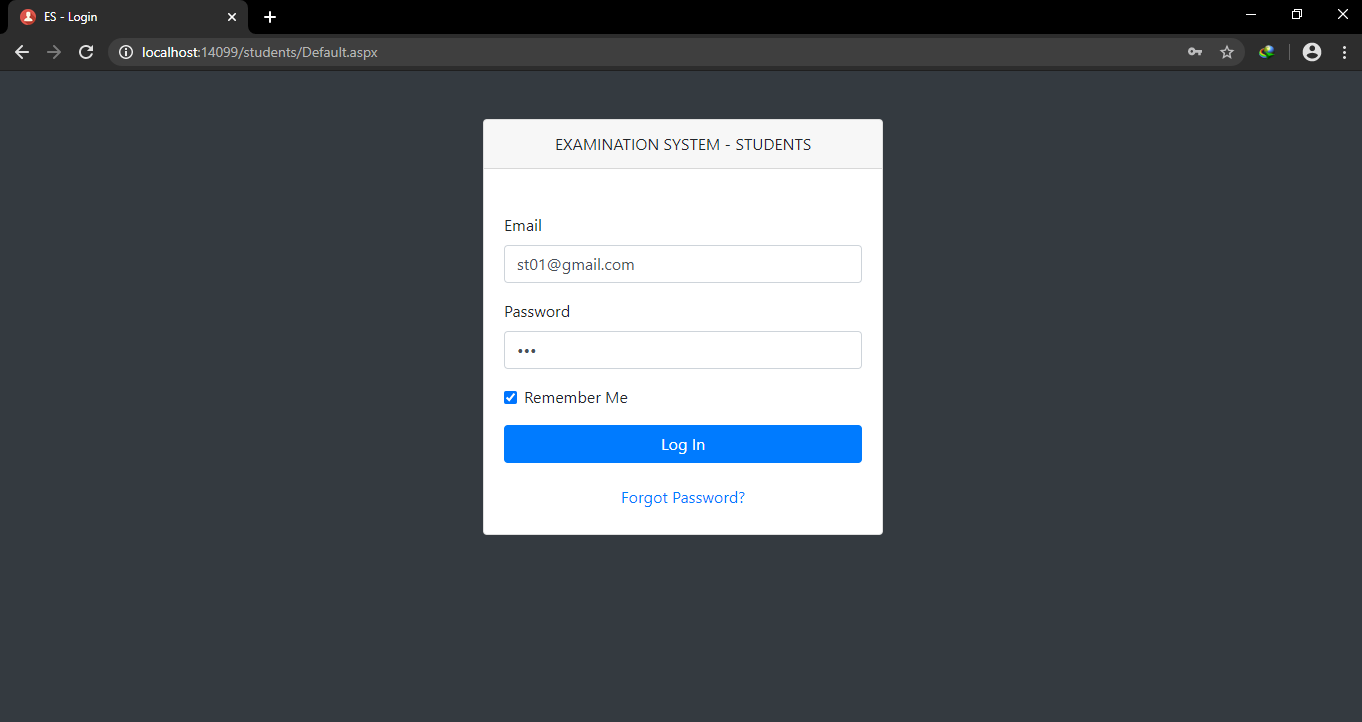 ES - Login
localhost:14099/students/Default.aspx
EXAMINATION SYSTEM - STUDENTS
Email
st01@gmail.com
Password
•••
Remember Me
Log In
Forgot Password?